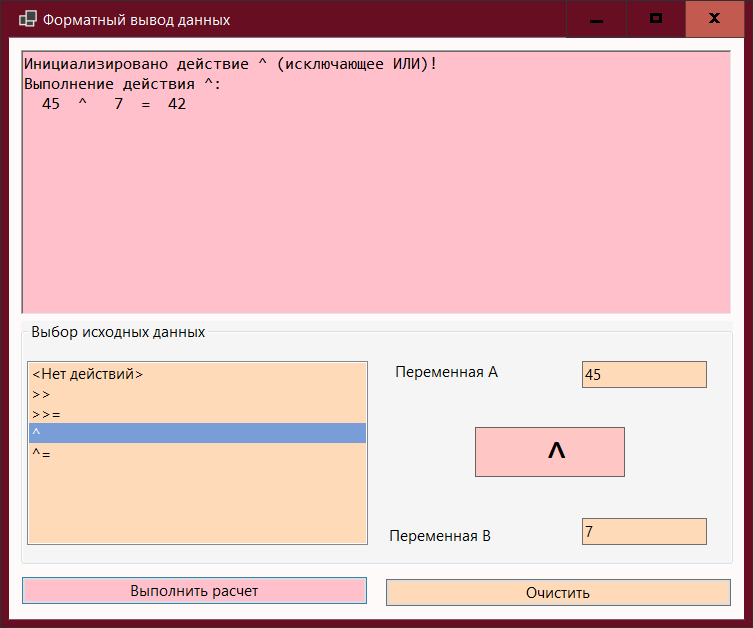 Форматный вывод данных
Инициализировано действие ^ (исключающее ИЛИ)!
Выполнение действия ^:
45 ^ 7 = 42
Выбор исходных данных
<Нет действий>
>>
>>=
^
^=
Переменная А
45
^
Переменная В
7
Выполнить расчет
Очистить